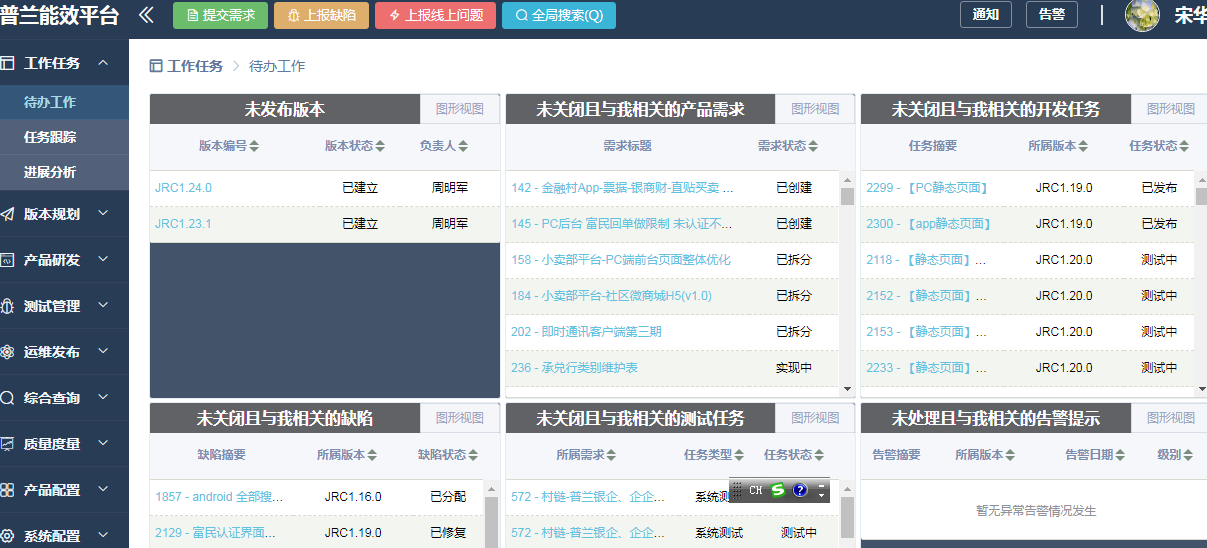 普兰能效平台 提交需求 上报缺陷 上报线上问题 全局搜索(Q) 通知 告警 宋华
工作任务
待办工作
任务跟踪
进展分析
版本规划
产品研发
测试管理
运维发布
综合查询
质量度量
产品配置
系统配置
工作任务 > 待办工作
未发布版本 图形视图
版本编号 版本状态 负责人
JRC1.24.0 已建立 周明军
JRC1.23.1 已建立 周明军
未关闭且与我相关的产品需求 图形视图
需求标题 需求状态
142 - 金融村App-票据-银商财-直贴买卖 ... 已创建
145 - PC后台 富民回单做限制 未认证不... 已创建
158 - 小卖部平台-PC端前台页面整体优化 已拆分
184 - 小卖部平台-社区微商城H5(v1.0) 已拆分
202 - 即时通讯客户端第三期 已拆分
236 - 承兑行类别维护表 实现中
未关闭且与我相关的开发任务 图形视图
任务摘要 所属版本 任务状态
2299 - 【PC静态页面】 JRC1.19.0 已发布
2300 - 【app静态页面】 JRC1.19.0 已发布
2118 - 【静态页面】... JRC1.20.0 测试中
2152 - 【静态页面】... JRC1.20.0 测试中
2153 - 【静态页面】... JRC1.20.0 测试中
2233 - 【静态页面】... JRC1.20.0 测试中
未关闭且与我相关的缺陷 图形视图
缺陷摘要 所属版本 缺陷状态
1857 - android 全部搜... JRC1.16.0 已分配
2129 - 富民认证界面... JRC1.19.0 已修复
未关闭且与我相关的测试任务 图形视图
所属需求 任务类型 任务状态
572 - 村链-普兰银企、企企... 系统测
CH
572 - 村链-普兰银企、企企... 系统测试 测试中
未处理且与我相关的告警提示 图形视图
告警摘要 所属版本 告警日期 级别
暂无异常告警情况发生